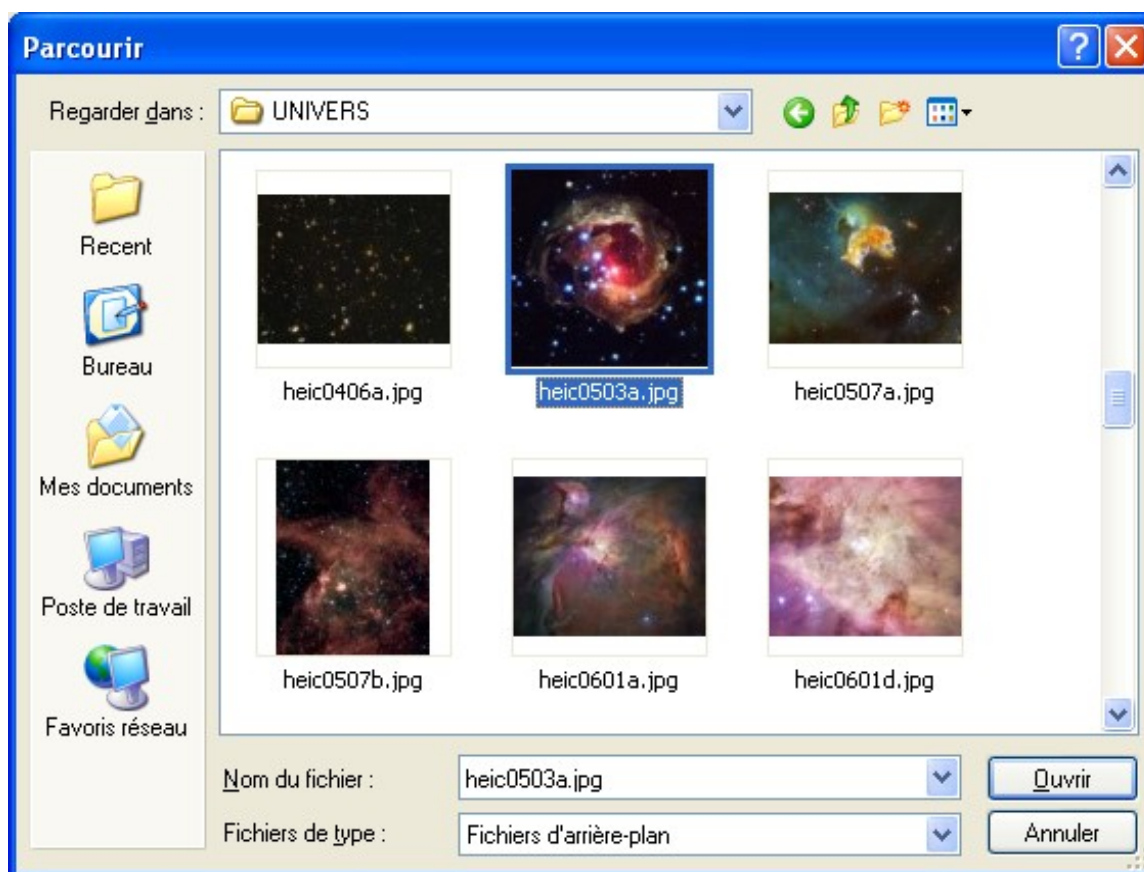 Parcourir
Regarder dans :
UNIVERS
Recent
Bureau
Mes documents
Poste de travail
Favoris réseau
heic0406a.jpg
heic0503a.jpg
heic0507a.jpg
heic0507b.jpg
heic0601a.jpg
heic0601d.jpg
Nom du fichier :
heic0503a.jpg
Ouvrir
Fichiers de type :
Fichiers d'arrière-plan
Annuler